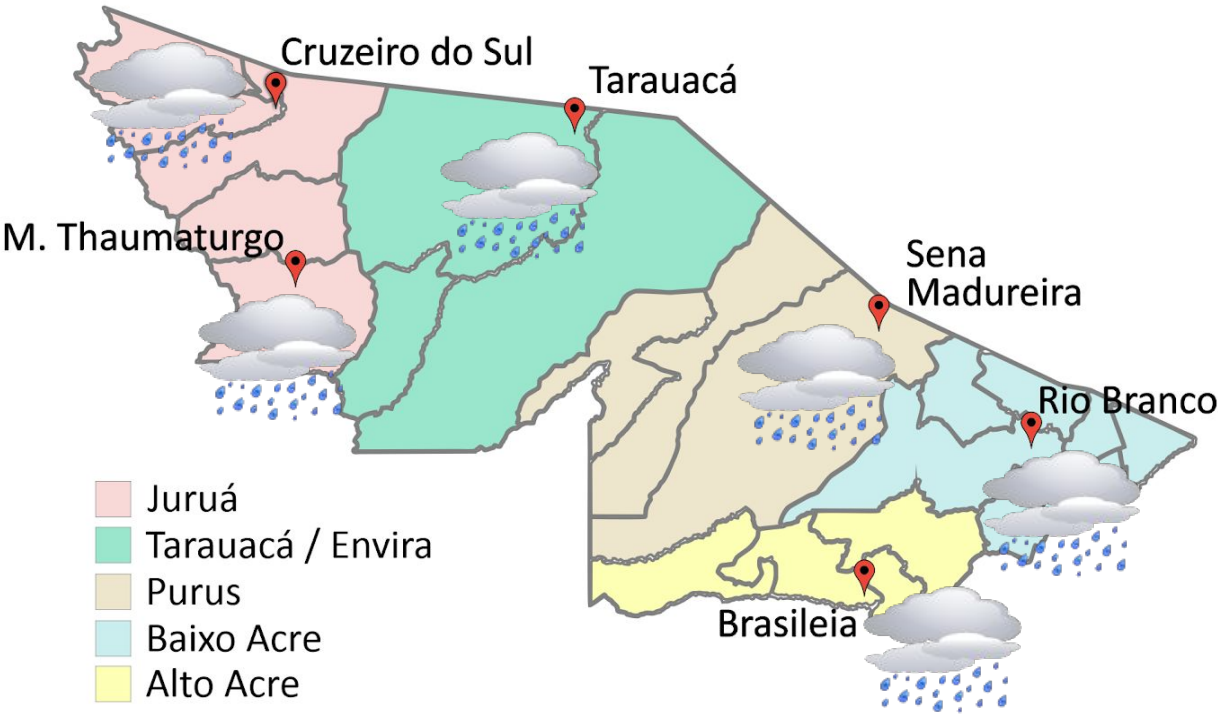 Cruzeiro do Sul
Tarauacá
M. Thaumaturgo
Sena
Madureira
Rio Branco
Brasileia
Juruá
Tarauacá / Envira
Purus
Baixo Acre
Alto Acre